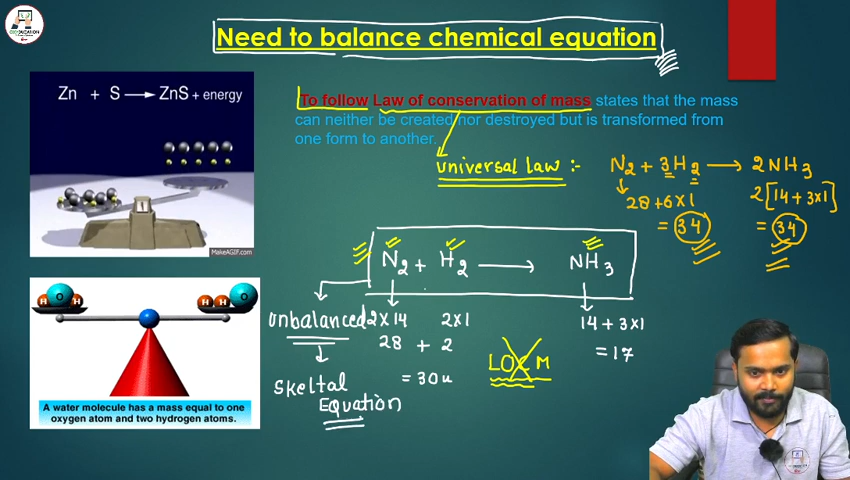 Need to balance chemical equation
Zn + S → ZnS + energy
MakeAGIF.com
To follow Law of conservation of mass states that the mass
can neither be created nor destroyed but is transformed from
one form to another.
universal law :-
N2 + 3H2 → 2NH3
28 + 6×1
2[14 + 3×1]
= 34
= 34
N2 + H2 → NH3
Unbalanced
2×14 2×1
14 + 3×1
28 + 2
= 17
= 30u
LOCM
Skeltal
Equation
H O H
H H O
A water molecule has a mass equal to one
oxygen atom and two hydrogen atoms.